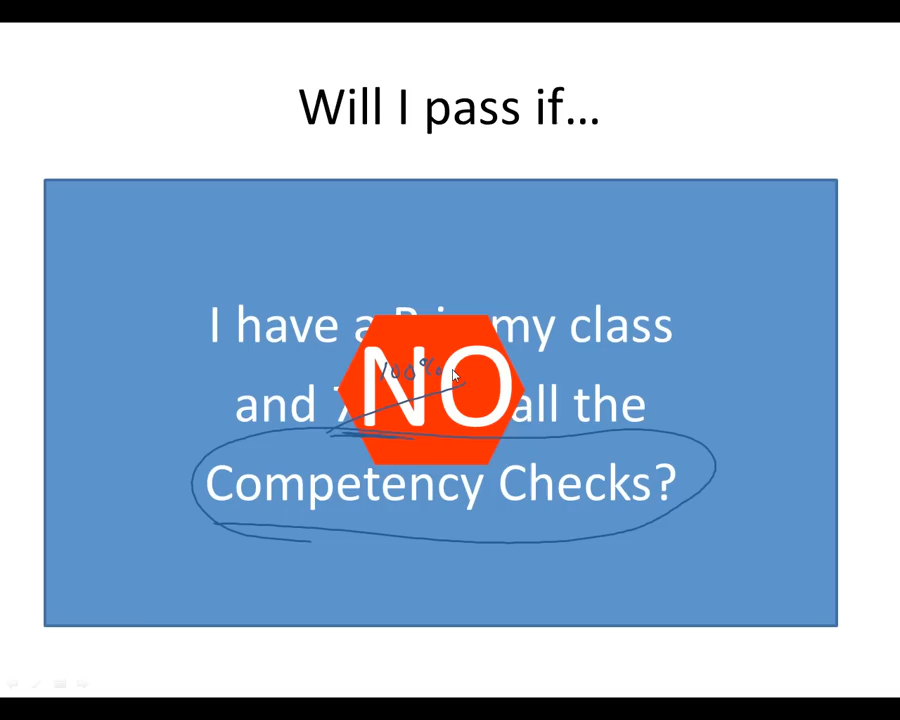 Will I pass if...
I have a my class
NO
100%
and all the
Competency Checks?